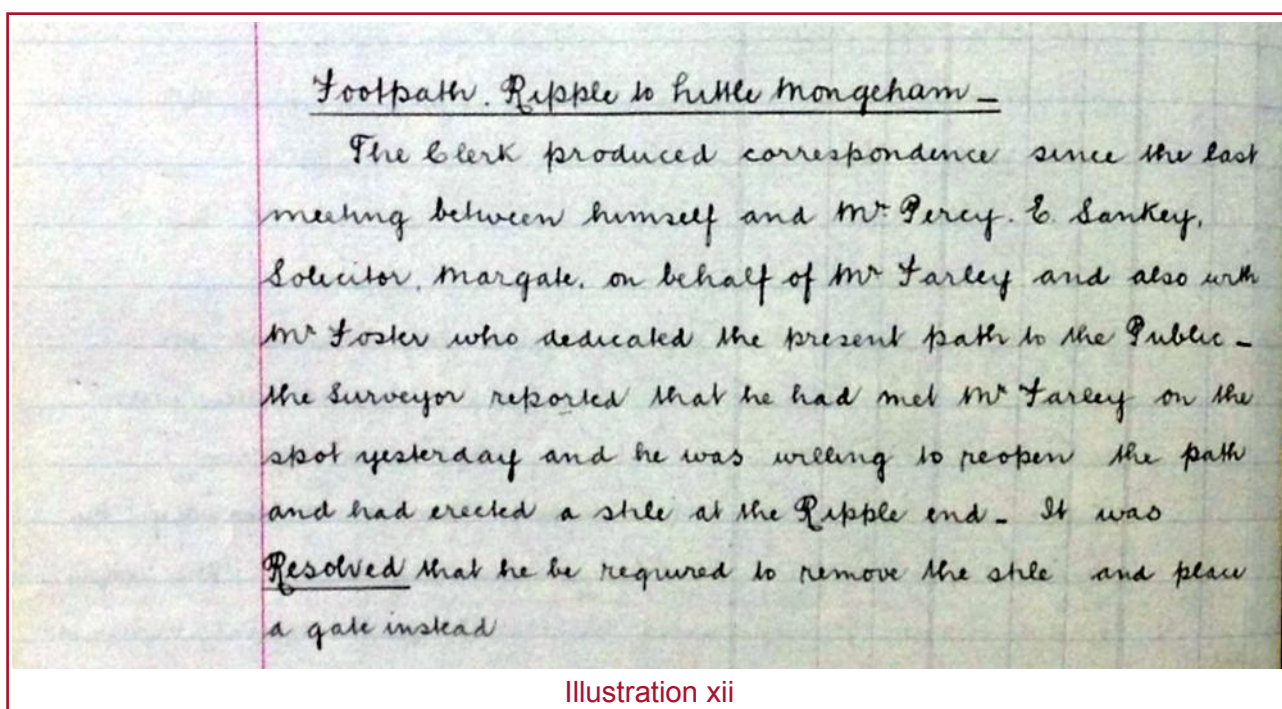 Footpath. Ripple to Little Mongeham -
The Clerk produced correspondence since the last
meeting between himself and Mr Percy. E. Sankey,
Solicitor, Margate, on behalf of Mr Farley and also with
Mr Foster who dedicated the present path to the Public -
the Surveyor reported that he had met Mr Farley on the
spot yesterday and he was willing to reopen the path
and had erected a stile at the Ripple end - It was
Resolved that he be required to remove the stile and place
a gate instead
Illustration xii